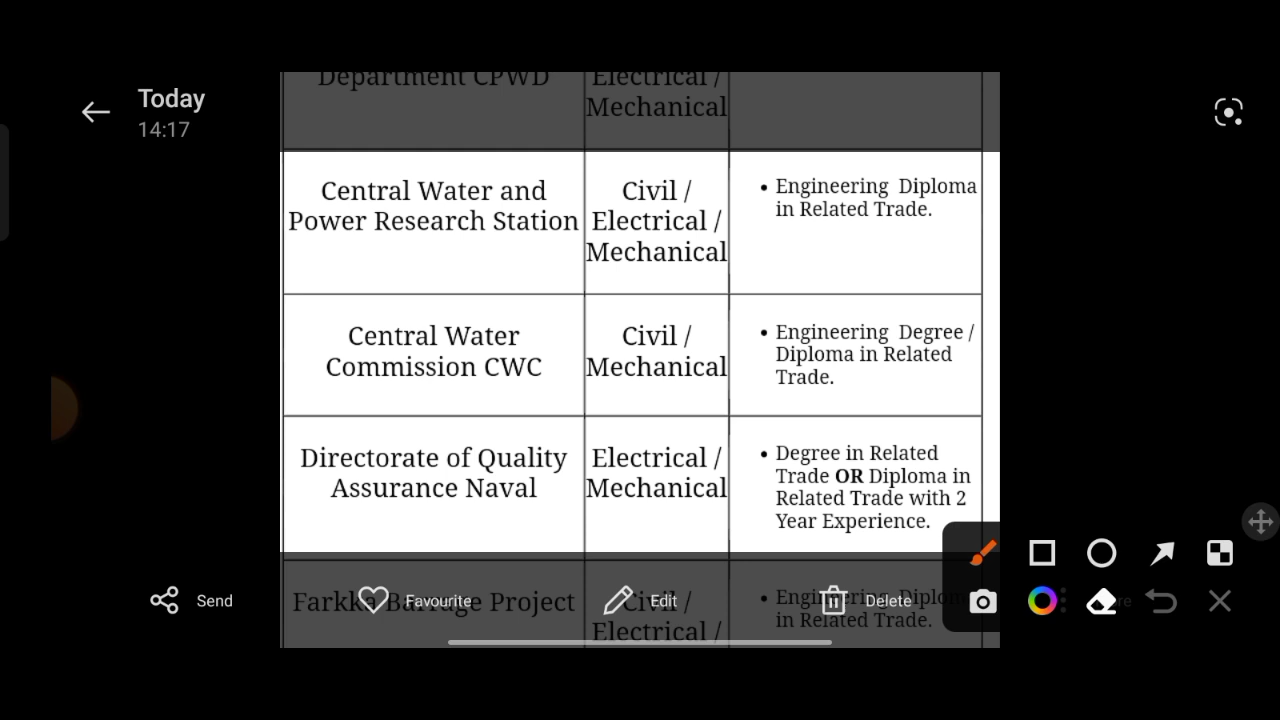 Today
14:17
Department CPWD
Electrical /
Mechanical
Central Water and
Power Research Station
Civil /
Electrical /
Mechanical
• Engineering Diploma
in Related Trade.
Central Water
Commission CWC
Civil /
Mechanical
• Engineering Degree /
Diploma in Related
Trade.
Directorate of Quality
Assurance Naval
Electrical /
Mechanical
• Degree in Related
Trade OR Diploma in
Related Trade with 2
Year Experience.
Farkka Barrage Project
Civil /
Electrical /
• Engineering Diploma
in Related Trade.
Send
Favourite
Edit
Delete